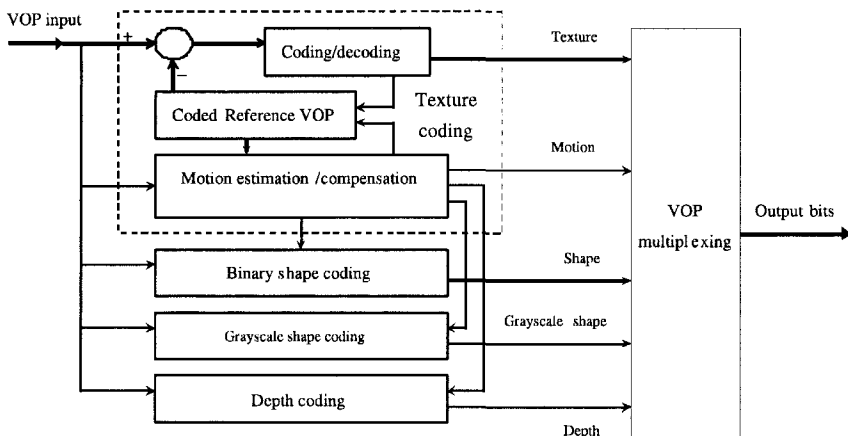 VOP input
+
−
Coding/decoding
Texture
Coded Reference VOP
Texture
coding
Motion estimation /compensation
Motion
VOP
multiplexing
Output bits
Binary shape coding
Shape
Grayscale shape coding
Grayscale shape
Depth coding
Depth